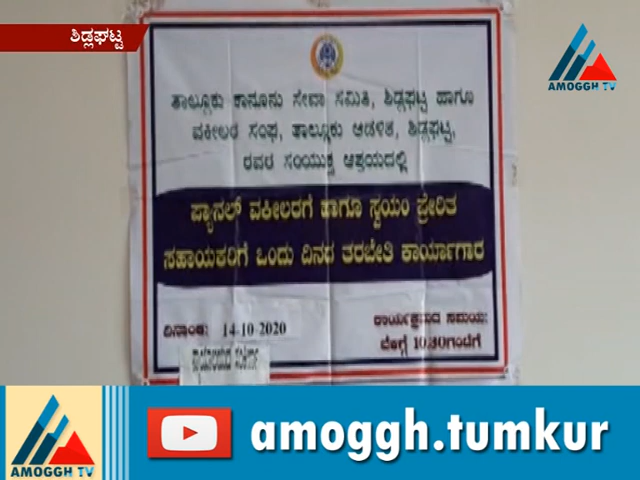 ಶಿಡ್ಲಘಟ್ಟ
AMOGGH TV
ತಾಲ್ಲೂಕು ಕಾನೂನು ಸೇವಾ ಸಮಿತಿ, ಶಿಡ್ಲಘಟ್ಟ ಹಾಗೂ
ವಕೀಲರ ಸಂಘ, ತಾಲ್ಲೂಕು ಆಡಳಿತ, ಶಿಡ್ಲಘಟ್ಟ,
ರವರ ಸಂಯುಕ್ತ ಆಶ್ರಯದಲ್ಲಿ
ಪ್ಯಾನಲ್ ವಕೀಲರಗೆ ಹಾಗೂ ಸ್ವಯಂ ಪ್ರೇರಿತ
ಸಹಾಯಕರಿಗೆ ಒಂದು ದಿನದ ತರಬೇತಿ ಕಾರ್ಯಾಗಾರ
ದಿನಾಂಕ: 14-10-2020
ಕಾರ್ಯಕ್ರಮದ ಸಮಯ:
ಬೆಳಗ್ಗೆ 10.30ಗಂಟೆಗೆ
AMOGGH TV
amoggh.tumkur